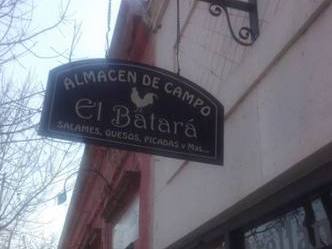 ALMACEN DE CAMPO
El Batará
SALAMES, QUESOS, PICADAS y Mas...